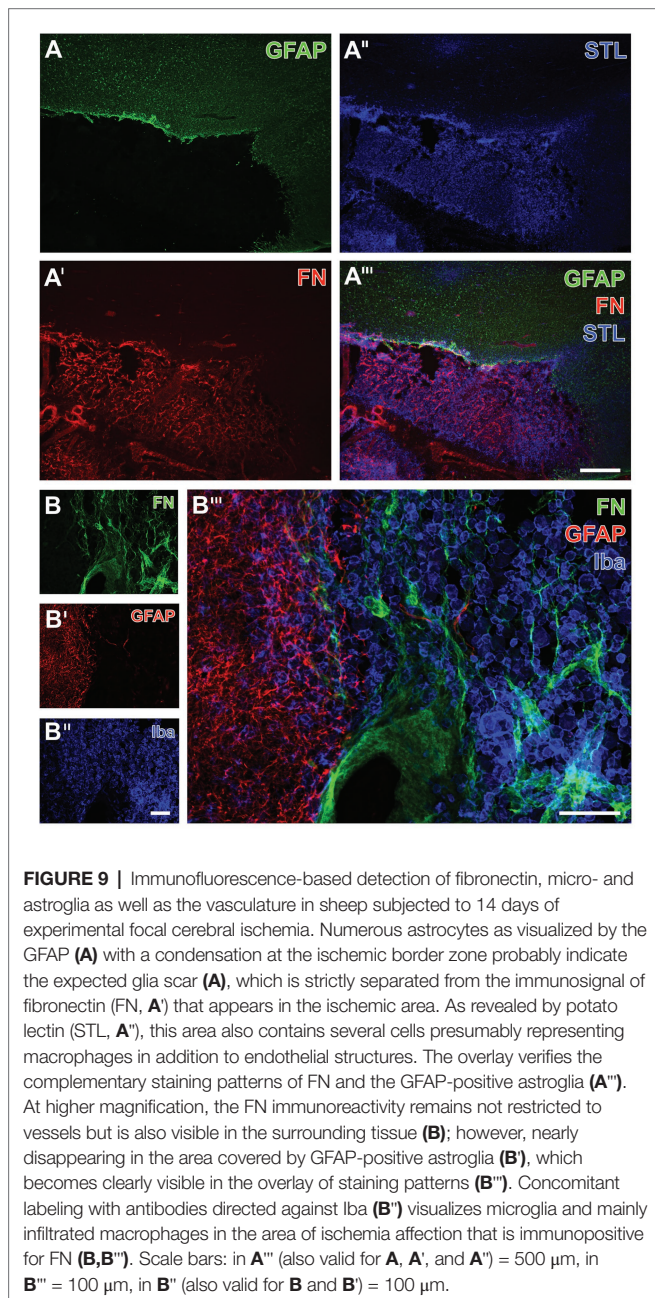 A
GFAP
A"
STL
A'
FN
A'"
GFAP
FN
STL
B
FN
B'
GFAP
B"
Iba
B'"
FN
GFAP
Iba
FIGURE 9 | Immunofluorescence-based detection of fibronectin, micro- and
astroglia as well as the vasculature in sheep subjected to 14 days of
experimental focal cerebral ischemia. Numerous astrocytes as visualized by the
GFAP (A) with a condensation at the ischemic border zone probably indicate
the expected glia scar (A), which is strictly separated from the immunosignal of
fibronectin (FN, A') that appears in the ischemic area. As revealed by potato
lectin (STL, A"), this area also contains several cells presumably representing
macrophages in addition to endothelial structures. The overlay verifies the
complementary staining patterns of FN and the GFAP-positive astroglia (A'").
At higher magnification, the FN immunoreactivity remains not restricted to
vessels but is also visible in the surrounding tissue (B); however, nearly
disappearing in the area covered by GFAP-positive astroglia (B'), which
becomes clearly visible in the overlay of staining patterns (B'"). Concomitant
labeling with antibodies directed against Iba (B") visualizes microglia and mainly
infiltrated macrophages in the area of ischemia affection that is immunopositive
for FN (B,B'"). Scale bars: in A'" (also valid for A, A', and A") = 500 μm, in
B'" = 100 μm, in B" (also valid for B and B') = 100 μm.